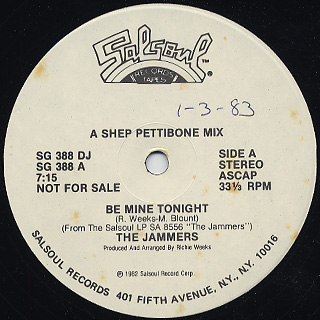 Salsoul TM
RECORDS
TAPES
1-3-83
A SHEP PETTIBONE MIX
SG 388 DJ
SG 388 A
7:15
NOT FOR SALE
SIDE A
STEREO
ASCAP
33⅓ RPM
BE MINE TONIGHT
(R. Weeks-M. Blount)
(From The Salsoul LP SA 8556 "The Jammers")
THE JAMMERS
Produced And Arranged By Richie Weeks
© 1982 Salsoul Record Corp.
SALSOUL RECORDS 401 FIFTH AVENUE, N.Y., N.Y. 10016